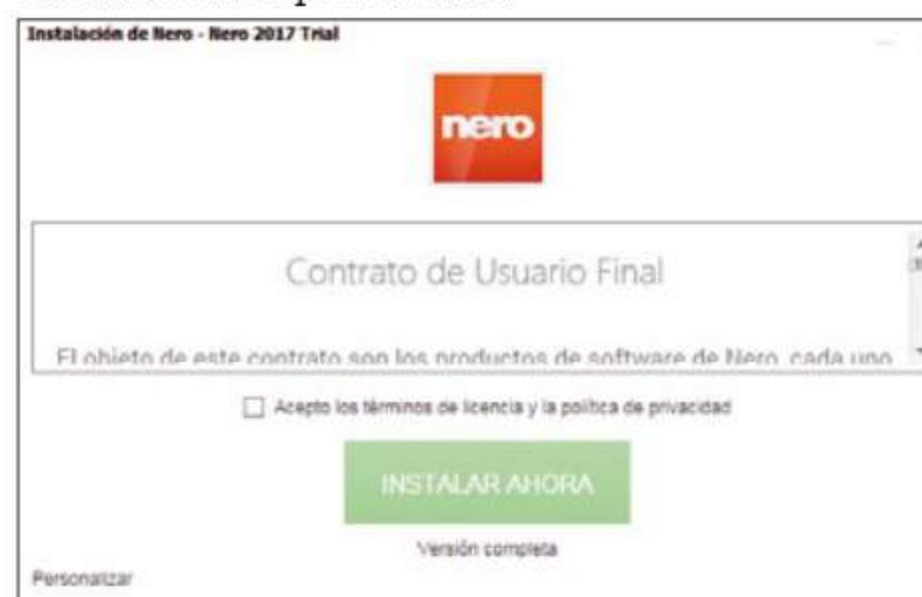 Instalación de Nero - Nero 2017 Trial
nero
Contrato de Usuario Final
El objeto de este contrato son los productos de software de Nero, cada uno
Acepto los términos de licencia y la política de privacidad
INSTALAR AHORA
Versión completa
Personalizar